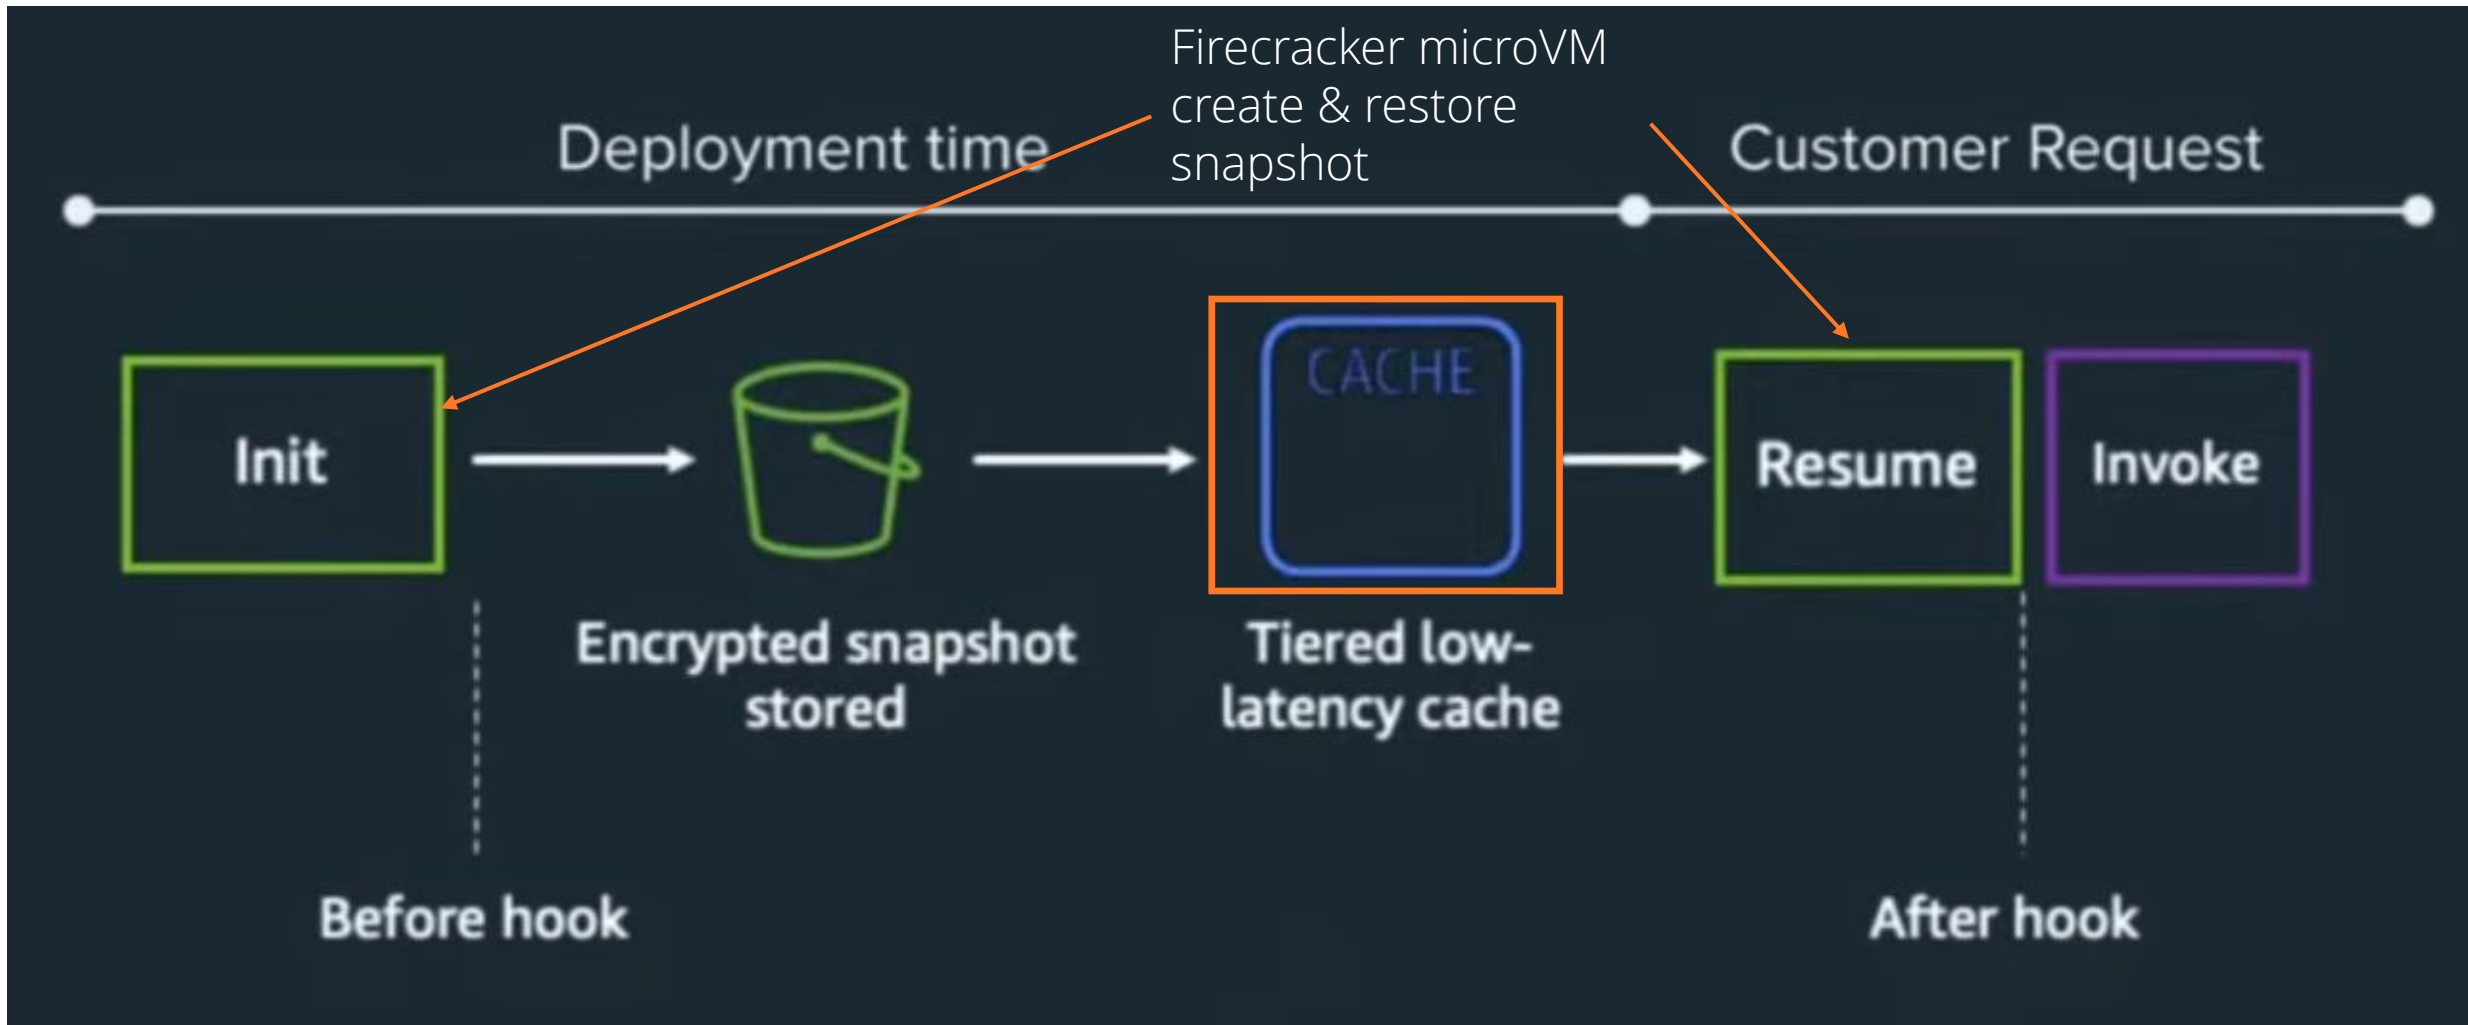 Firecracker microVM
create & restore
snapshot
Deployment time
Customer Request
Init
CACHE
Resume
Invoke
Encrypted snapshot
stored
Tiered low-
latency cache
Before hook
After hook